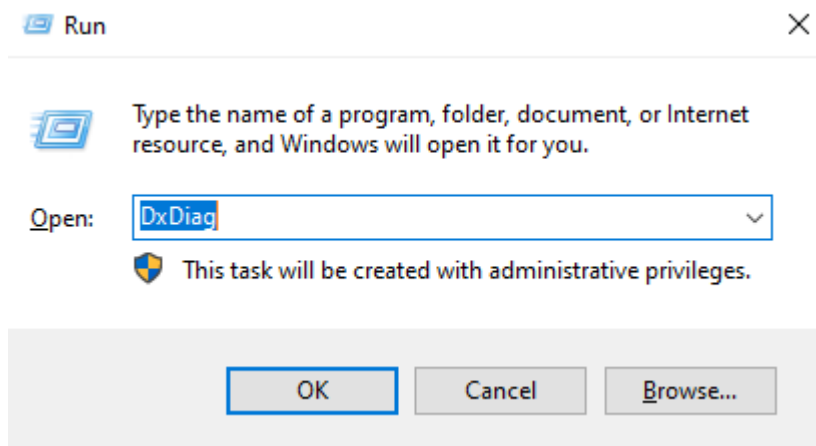 Run
Type the name of a program, folder, document, or Internet
resource, and Windows will open it for you.
Open: DxDiag
This task will be created with administrative privileges.
OK Cancel Browse...